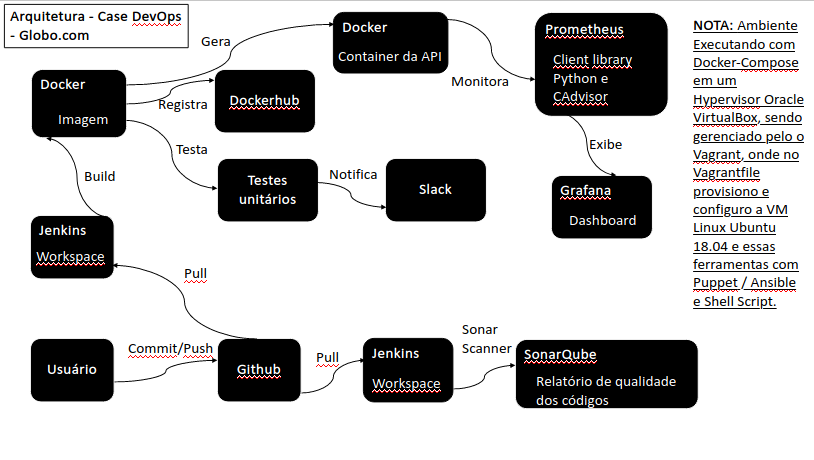 Arquitetura - Case DevOps
- Globo.com
Gera
Docker
Container da API
Monitora
Prometheus
Client library
Python e
CAdvisor
Docker
Imagem
Registra
Dockerhub
Testa
Testes
unitários
Notifica
Slack
Exibe
Grafana
Dashboard
Build
Jenkins
Workspace
Pull
Usuário
Commit/Push
Github
Pull
Jenkins
Workspace
Sonar
Scanner
SonarQube
Relatório de qualidade
dos códigos
NOTA: Ambiente
Executando com
Docker-Compose
em um
Hypervisor Oracle
VirtualBox, sendo
gerenciado pelo o
Vagrant, onde no
Vagrantfile
provisiono e
configuro a VM
Linux Ubuntu
18.04 e essas
ferramentas com
Puppet / Ansible
e Shell Script.